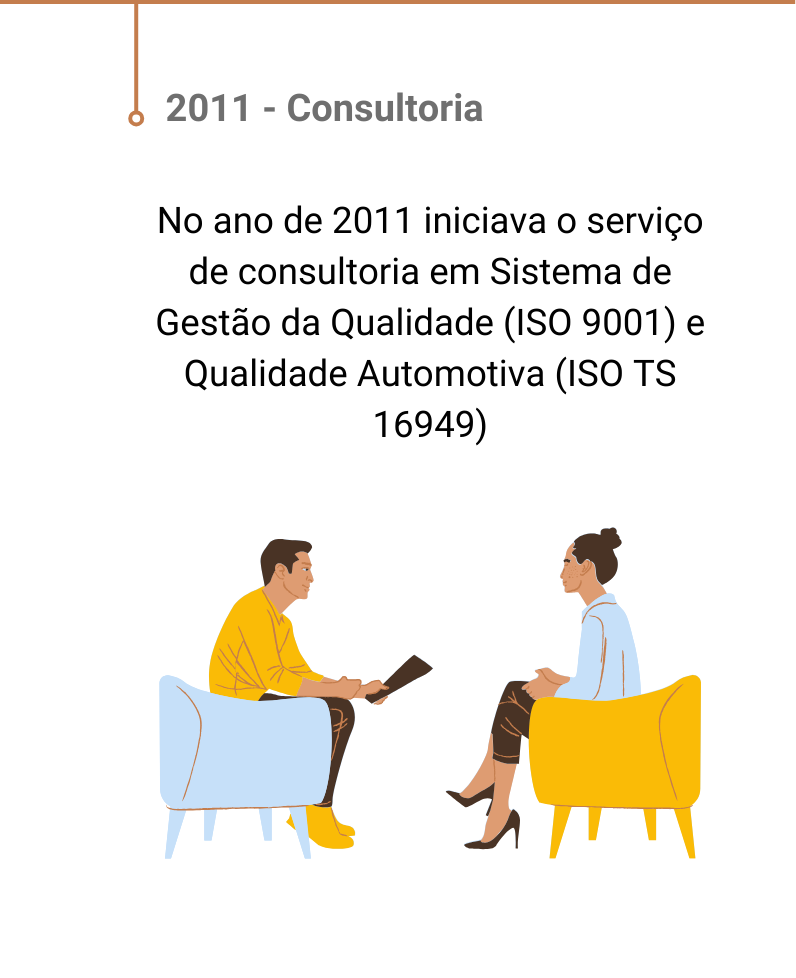 2011 - Consultoria
No ano de 2011 iniciava o serviço
de consultoria em Sistema de
Gestão da Qualidade (ISO 9001) e
Qualidade Automotiva (ISO TS
16949)